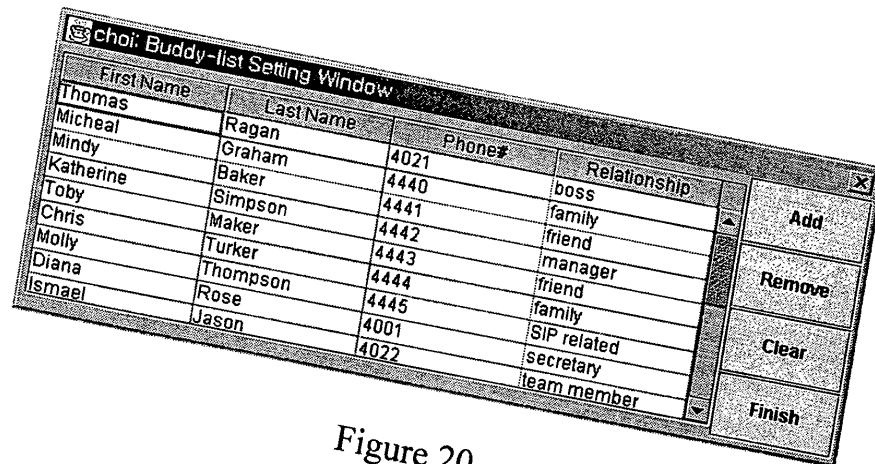 choi: Buddy-list Setting Window
First Name Last Name Phone# Relationship
Thomas Ragan 4021 boss
Micheal Graham 4440 family
Mindy Baker 4441 friend
Katherine Simpson 4442 manager
Toby Maker 4443 friend
Chris Turker 4444 family
Molly Thompson 4445 SIP related
Diana Rose 4001 secretary
Ismael Jason 4022 team member
Add
Remove
Clear
Finish
Figure 20